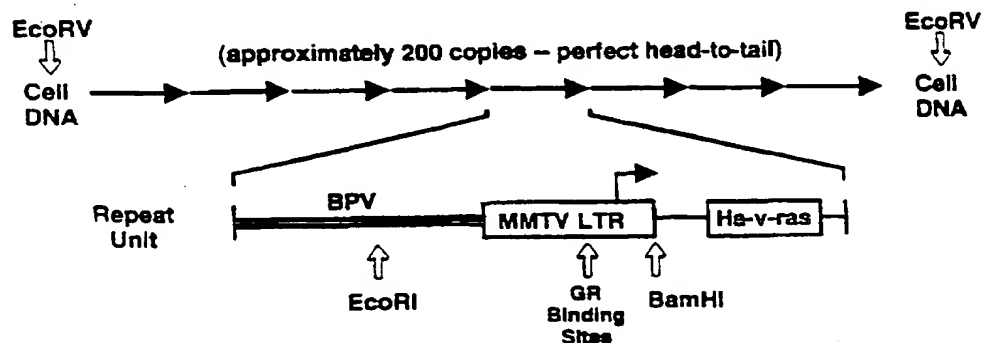 EcoRV
EcoRV
(approximately 200 copies – perfect head-to-tail)
Cell
DNA
Cell
DNA
Repeat
Unit
BPV
MMTV LTR
Ha-v-ras
EcoRI
GR
Binding
Sites
BamHI